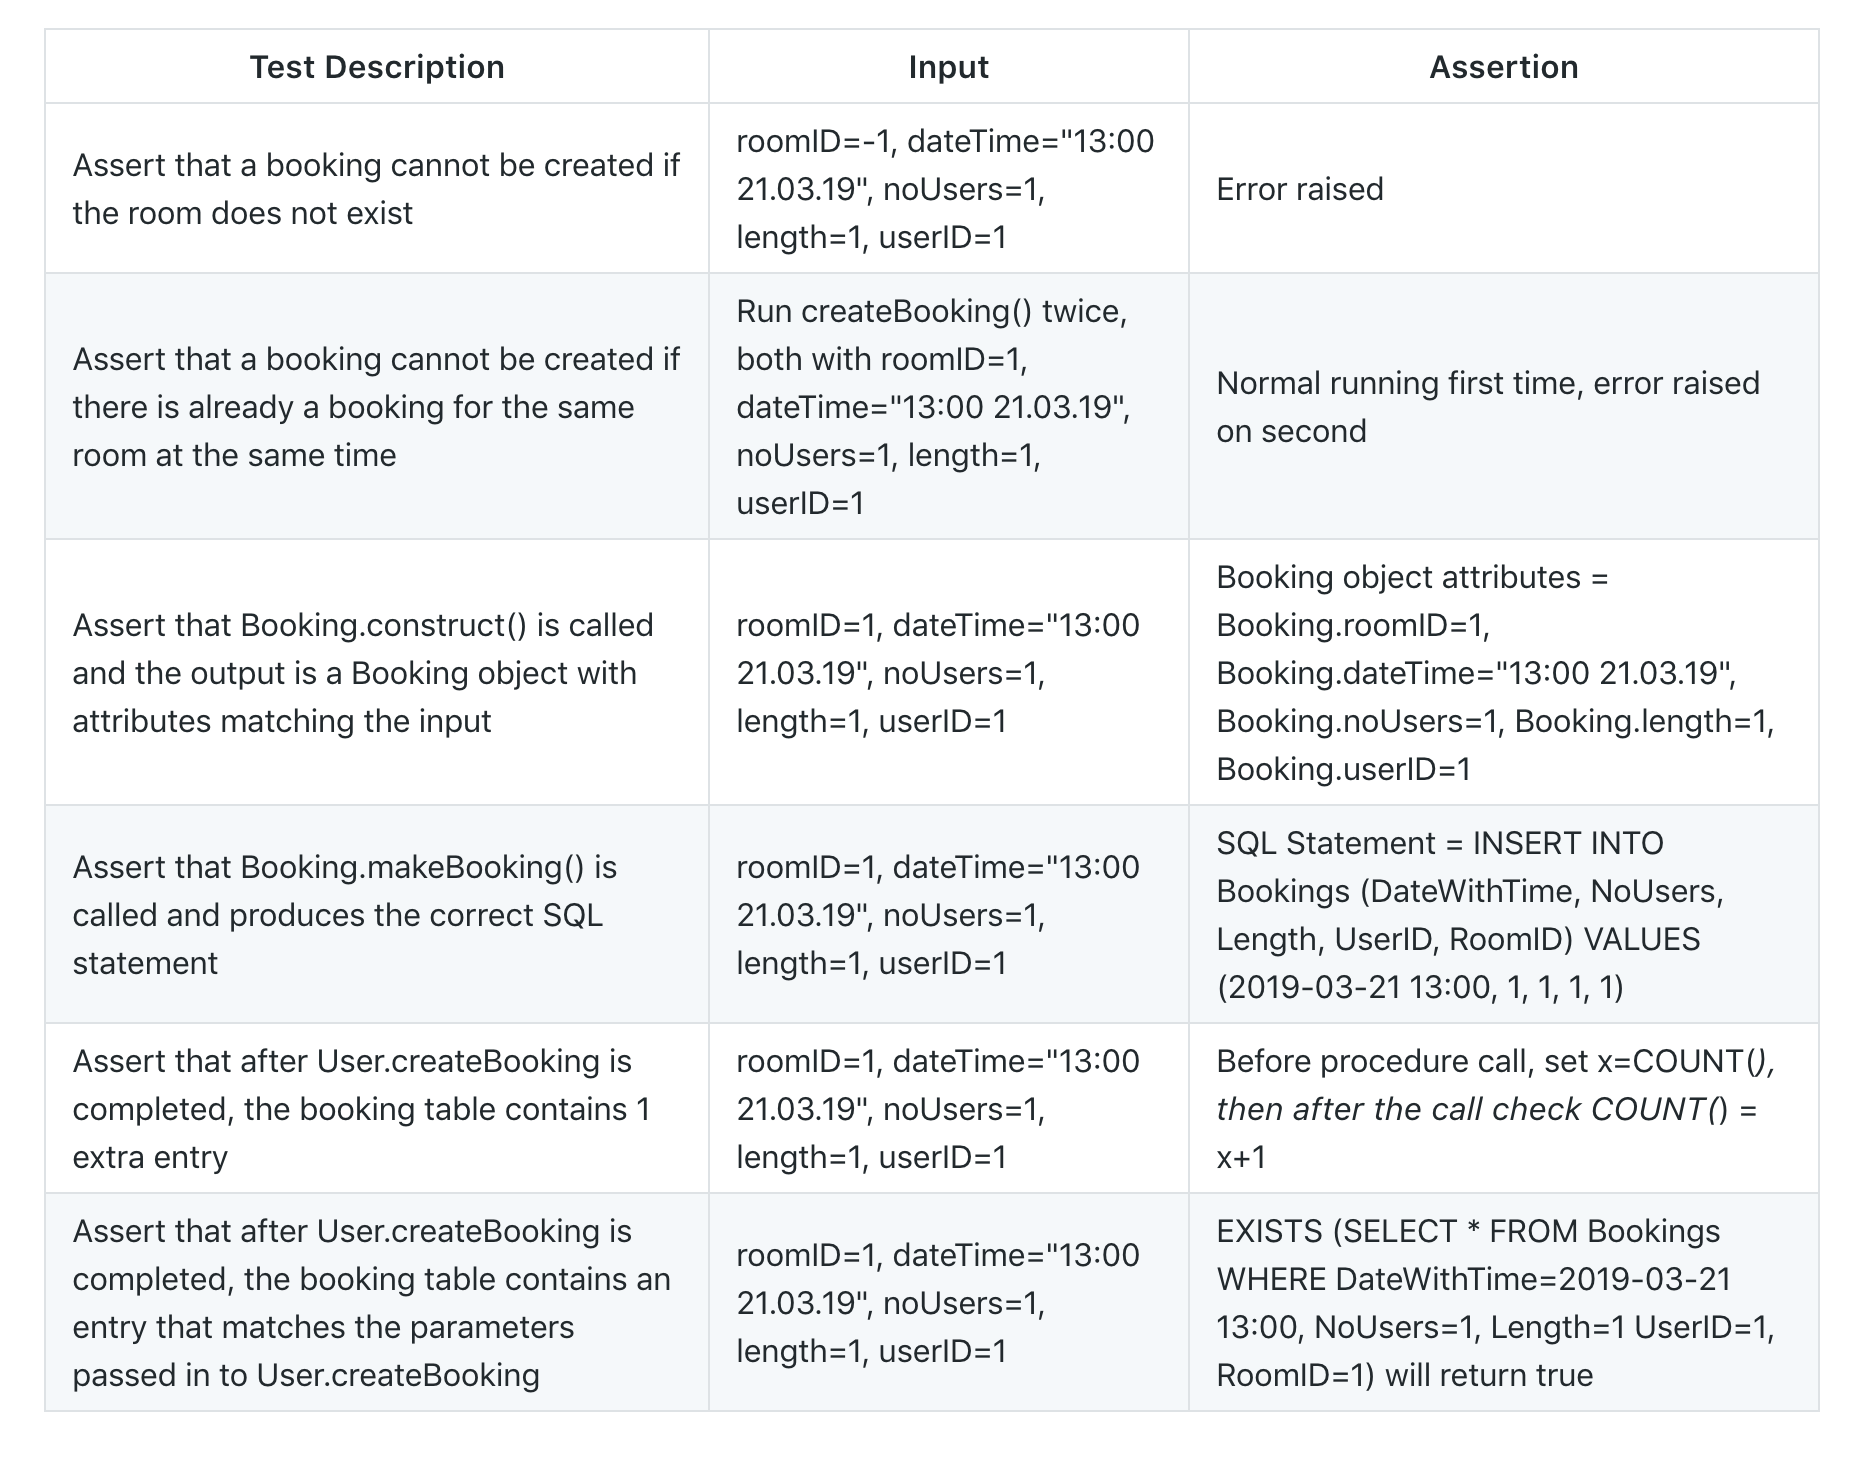 Test Description
Input
Assertion
Assert that a booking cannot be created if
the room does not exist
roomID=-1, dateTime="13:00
21.03.19", noUsers=1,
length=1, userID=1
Error raised
Assert that a booking cannot be created if
there is already a booking for the same
room at the same time
Run createBooking() twice,
both with roomID=1,
dateTime="13:00 21.03.19",
noUsers=1, length=1,
userID=1
Normal running first time, error raised
on second
Assert that Booking.construct() is called
and the output is a Booking object with
attributes matching the input
roomID=1, dateTime="13:00
21.03.19", noUsers=1,
length=1, userID=1
Booking object attributes =
Booking.roomID=1,
Booking.dateTime="13:00 21.03.19",
Booking.noUsers=1, Booking.length=1,
Booking.userID=1
Assert that Booking.makeBooking() is
called and produces the correct SQL
statement
roomID=1, dateTime="13:00
21.03.19", noUsers=1,
length=1, userID=1
SQL Statement = INSERT INTO
Bookings (DateWithTime, NoUsers,
Length, UserID, RoomID) VALUES
(2019-03-21 13:00, 1, 1, 1, 1)
Assert that after User.createBooking is
completed, the booking table contains 1
extra entry
roomID=1, dateTime="13:00
21.03.19", noUsers=1,
length=1, userID=1
Before procedure call, set x=COUNT(),
then after the call check COUNT() =
x+1
Assert that after User.createBooking is
completed, the booking table contains an
entry that matches the parameters
passed in to User.createBooking
roomID=1, dateTime="13:00
21.03.19", noUsers=1,
length=1, userID=1
EXISTS (SELECT * FROM Bookings
WHERE DateWithTime=2019-03-21
13:00, NoUsers=1, Length=1 UserID=1,
RoomID=1) will return true